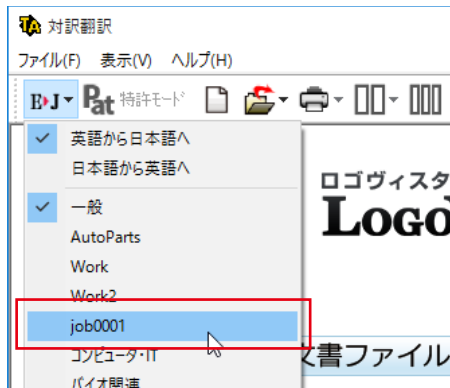 対訳翻訳
ファイル(F) 表示(V) ヘルプ(H)
E▸J Pat 特許モード
英語から日本語へ
日本語から英語へ
一般
AutoParts
Work
Work2
job0001
コンピュータ・IT
バイオ関連
ロゴヴィスタ
LOGO
文書ファイル